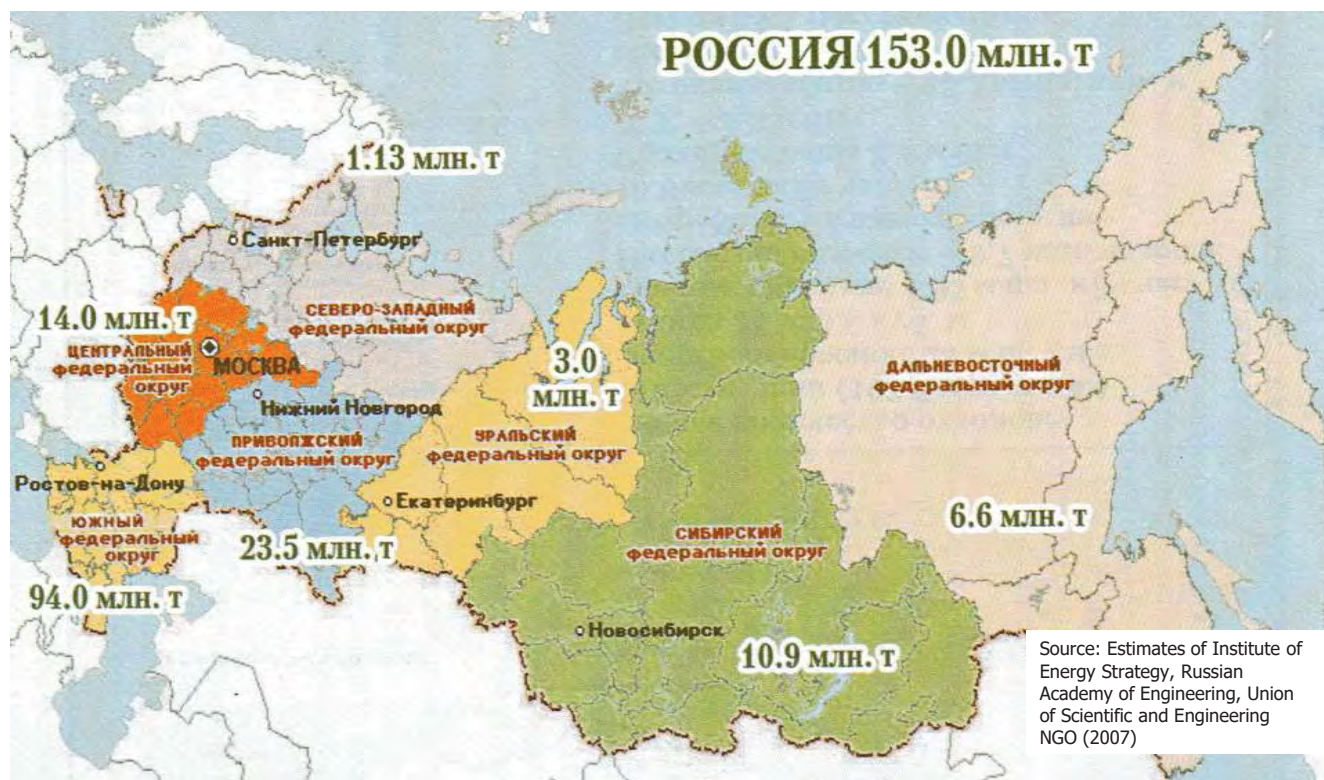 РОССИЯ 153.0 МЛН. Т
1.13 МЛН. Т
Санкт-Петербург
СЕВЕРО-ЗАПАДНЫЙ
федеральный округ
14.0 МЛН. Т
ЦЕНТРАЛЬНЫЙ
федеральный
округ
МОСКВА
3.0
МЛН. Т
ДАЛЬНЕВОСТОЧНЫЙ
федеральный округ
Нижний Новгород
ПРИВОЛЖСКИЙ
федеральный округ
УРАЛЬСКИЙ
федеральный округ
Ростов-на-Дону
Екатеринбург
ЮЖНЫЙ
федеральный
округ
23.5 МЛН. Т
СИБИРСКИЙ
федеральный округ
6.6 МЛН. Т
94.0 МЛН. Т
Новосибирск
10.9 МЛН. Т
Source: Estimates of Institute of
Energy Strategy, Russian
Academy of Engineering, Union
of Scientific and Engineering
NGO (2007)